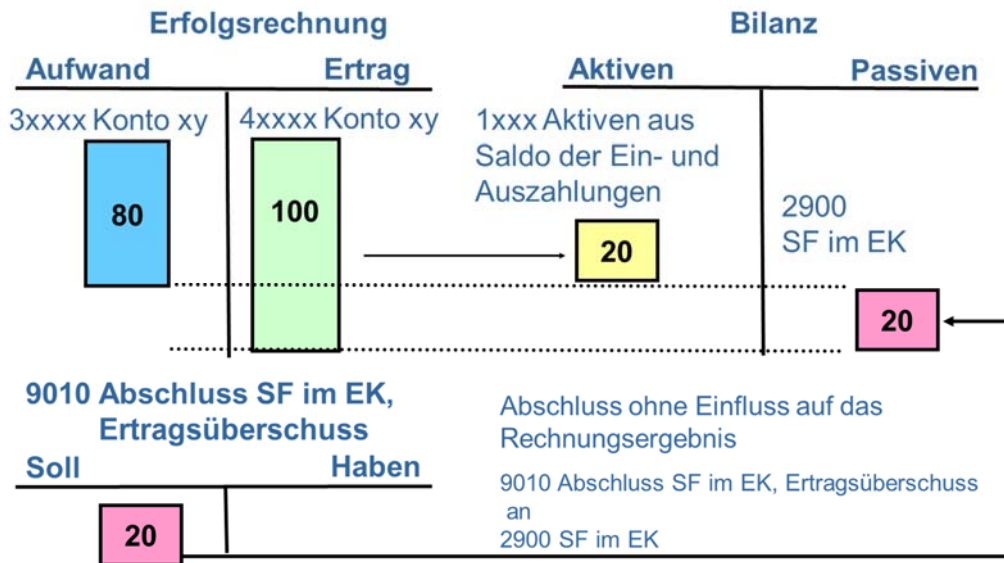 Erfolgsrechnung
Bilanz
Aufwand
Ertrag
Aktiven
Passiven
3xxxx Konto xy
4xxxx Konto xy
1xxx Aktiven aus
Saldo der Ein- und
Auszahlungen
80
100
20
2900
SF im EK
20
9010 Abschluss SF im EK,
Ertragsüberschuss
Soll
Haben
20
Abschluss ohne Einfluss auf das
Rechnungsergebnis
9010 Abschluss SF im EK, Ertragsüberschuss
an
2900 SF im EK